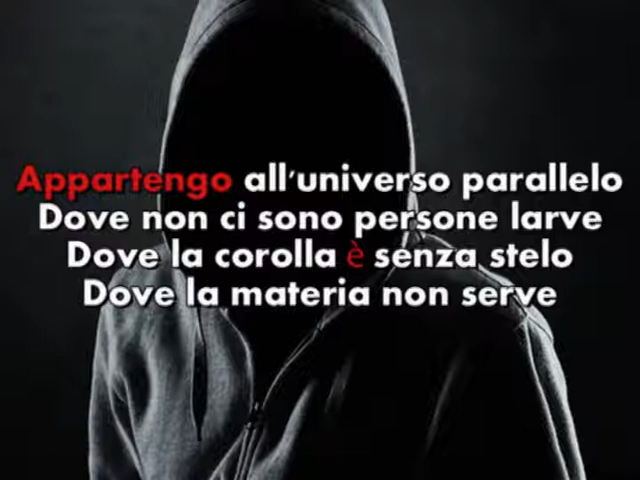 Appartengo all'universo parallelo
Dove non ci sono persone larve
Dove la corolla è senza stelo
Dove la materia non serve